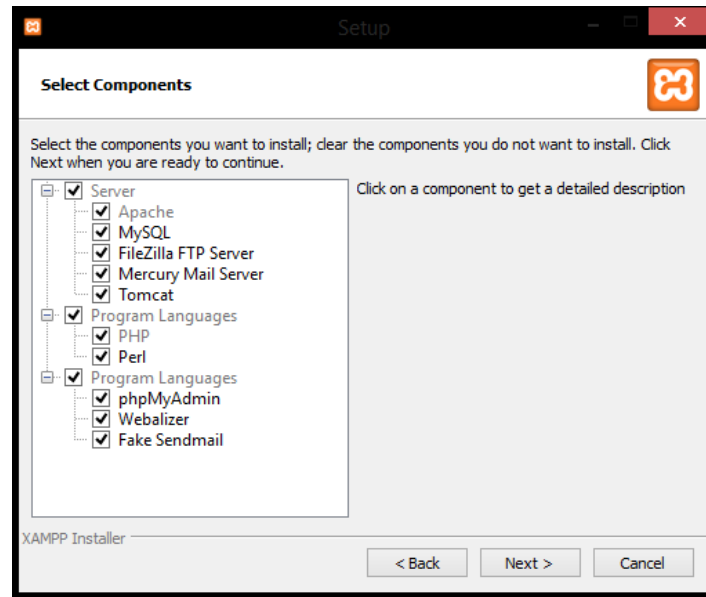 Setup
Select Components
Select the components you want to install; clear the components you do not want to install. Click
Next when you are ready to continue.
Server
Apache
MySQL
FileZilla FTP Server
Mercury Mail Server
Tomcat
Program Languages
PHP
Perl
Program Languages
phpMyAdmin
Webalizer
Fake Sendmail
Click on a component to get a detailed description
XAMPP Installer
< Back
Next >
Cancel